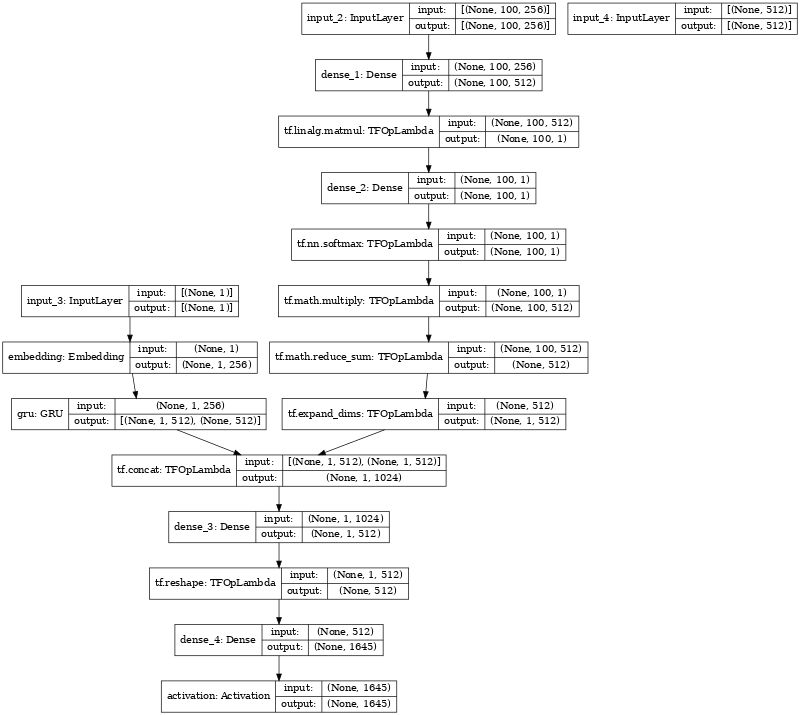 input_2: InputLayer input: [(None, 100, 256)] output: [(None, 100, 256)]
input_4: InputLayer input: [(None, 512)] output: [(None, 512)]
dense_1: Dense input: (None, 100, 256) output: (None, 100, 512)
tf.linalg.matmul: TFOpLambda input: (None, 100, 512) output: (None, 100, 1)
dense_2: Dense input: (None, 100, 1) output: (None, 100, 1)
tf.nn.softmax: TFOpLambda input: (None, 100, 1) output: (None, 100, 1)
input_3: InputLayer input: [(None, 1)] output: [(None, 1)]
tf.math.multiply: TFOpLambda input: (None, 100, 1) output: (None, 100, 512)
embedding: Embedding input: (None, 1) output: (None, 1, 256)
tf.math.reduce_sum: TFOpLambda input: (None, 100, 512) output: (None, 512)
gru: GRU input: (None, 1, 256) output: [(None, 1, 512), (None, 512)]
tf.expand_dims: TFOpLambda input: (None, 512) output: (None, 1, 512)
tf.concat: TFOpLambda input: [(None, 1, 512), (None, 1, 512)] output: (None, 1, 1024)
dense_3: Dense input: (None, 1, 1024) output: (None, 1, 512)
tf.reshape: TFOpLambda input: (None, 1, 512) output: (None, 512)
dense_4: Dense input: (None, 512) output: (None, 1645)
activation: Activation input: (None, 1645) output: (None, 1645)